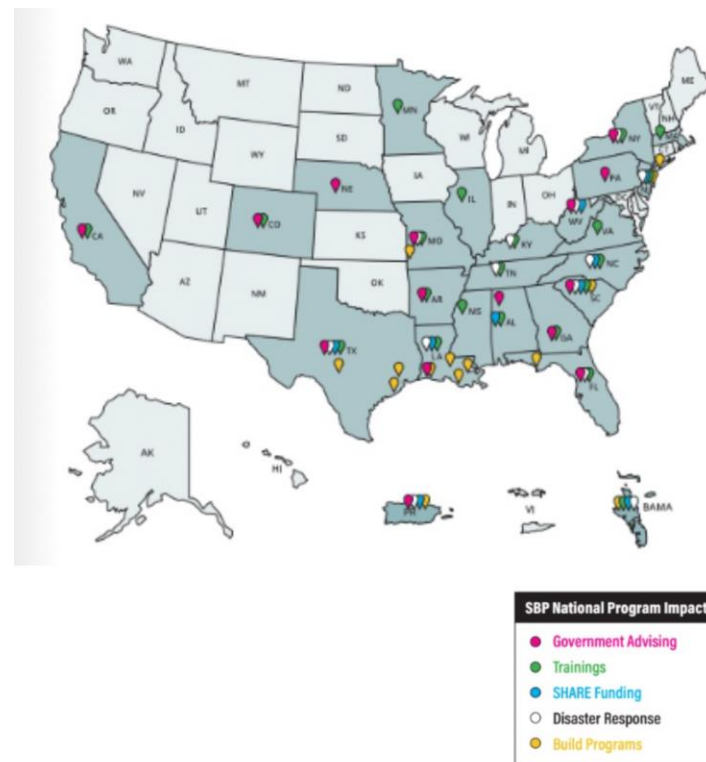 WA
MT
ND
MN
ME
VT
NH
OR
ID
SD
WI
MI
NY
WY
IA
PA
NE
NV
UT
CO
IL
IN
OH
WV
VA
CA
KS
MO
KY
NC
TN
AZ
NM
OK
AR
SC
MS
AL
GA
TX
LA
FL
AK
HI
PR
VI
BAMA
SBP National Program Impact
Government Advising
Trainings
SHARE Funding
Disaster Response
Build Programs